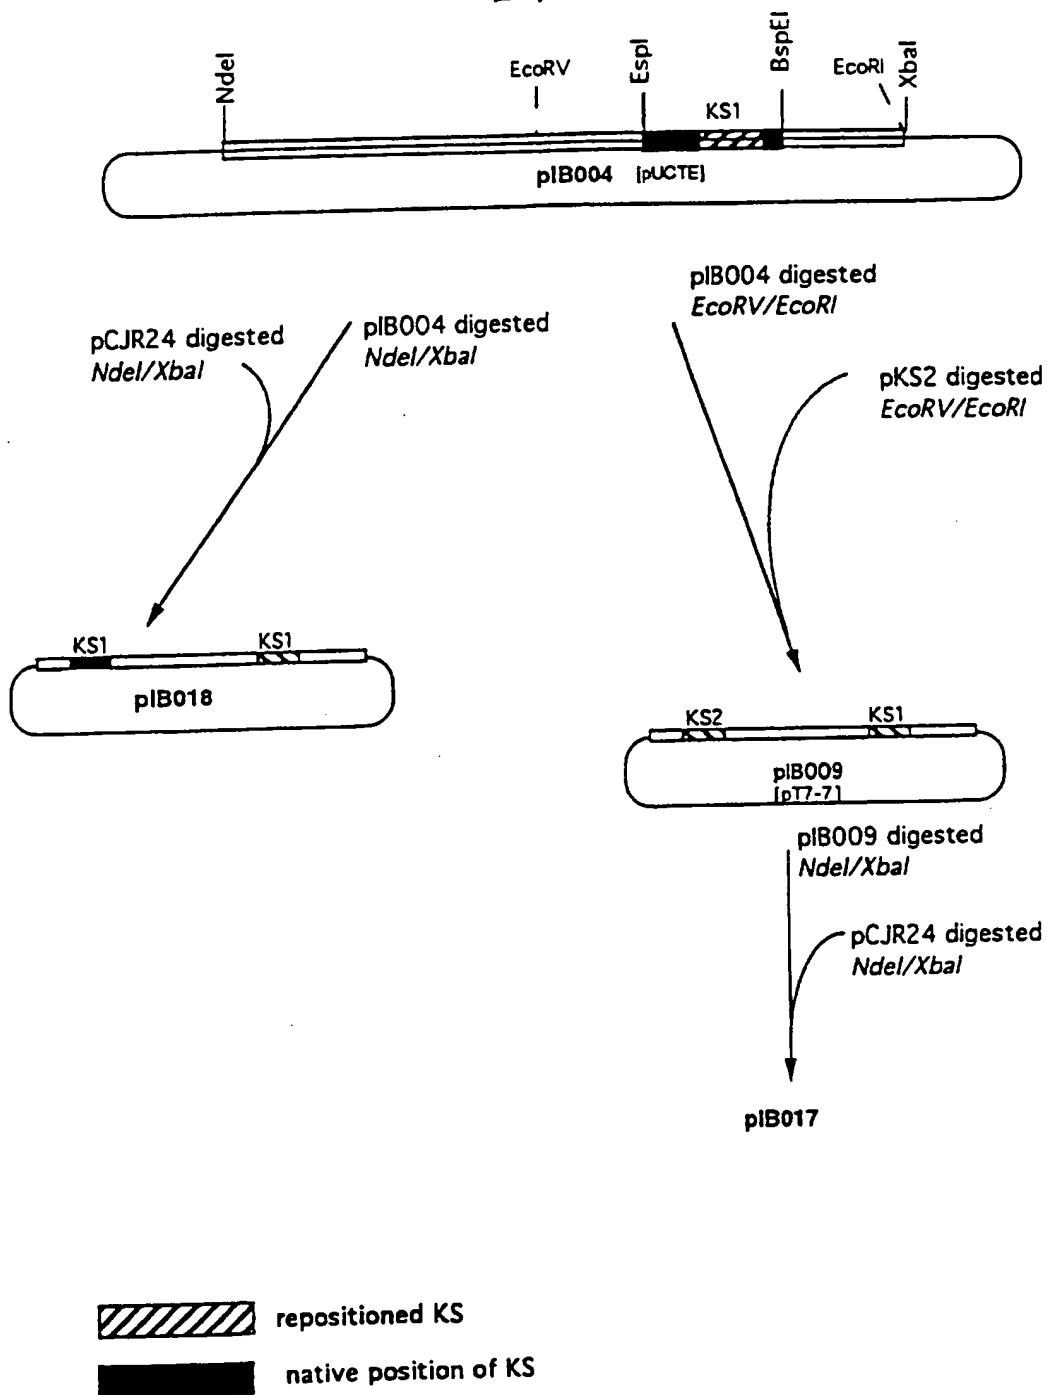 NdeI
EcoRV
EspI
KS1
BspEI
EcoRI
XbaI
pIB004 [pUCTE]
pCJR24 digested
NdeI/XbaI
pIB004 digested
NdeI/XbaI
pIB004 digested
EcoRV/EcoRI
pKS2 digested
EcoRV/EcoRI
KS1 KS1
pIB018
KS2 KS1
pIB009
[pT7-7]
pIB009 digested
NdeI/XbaI
pCJR24 digested
NdeI/XbaI
pIB017
repositioned KS
native position of KS